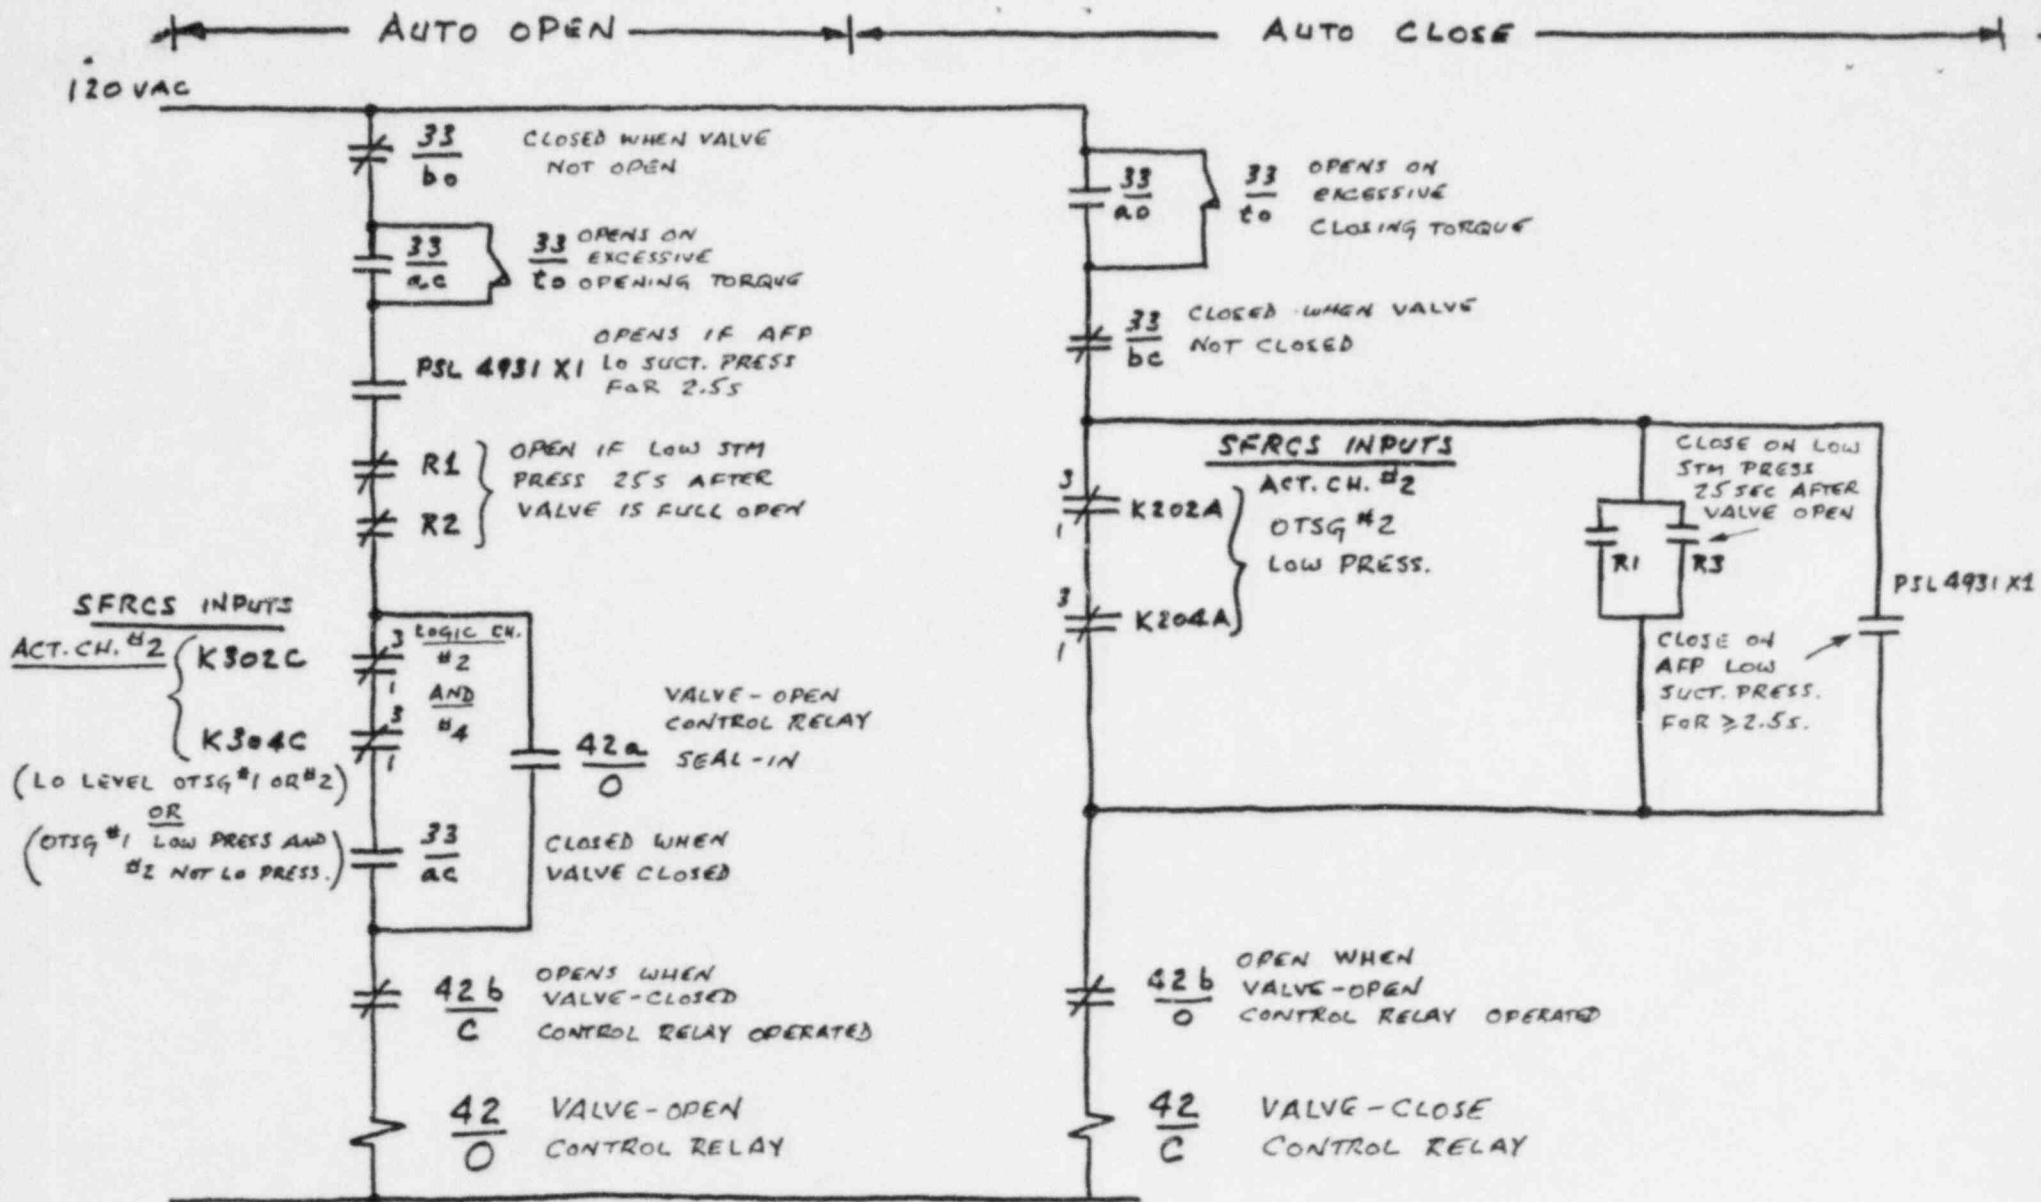 AUTO OPEN
AUTO CLOSE
120 VAC
33
bo
CLOSED WHEN VALVE
NOT OPEN
33
ac
33
to
OPENS ON
EXCESSIVE
OPENING TORQUE
PSL 4931 X1
OPENS IF AFP
LO SUCT. PRESS
FOR 2.5s
R1
R2
OPEN IF LOW STM
PRESS 25s AFTER
VALVE IS FULL OPEN
SFRCS INPUTS
ACT. CH. #2
K302C
K304C
3
1
3
1
LOGIC CH.
#2
AND
#4
(LO LEVEL OTSG #1 OR #2)
OR
(OTSG #1 LOW PRESS AND
#2 NOT LO PRESS.)
42a
O
VALVE-OPEN
CONTROL RELAY
SEAL-IN
33
ac
CLOSED WHEN
VALVE CLOSED
42b
C
OPENS WHEN
VALVE-CLOSED
CONTROL RELAY OPERATED
42
O
VALVE-OPEN
CONTROL RELAY
33
ao
33
to
OPENS ON
EXCESSIVE
CLOSING TORQUE
33
bc
CLOSED WHEN VALVE
NOT CLOSED
SFRCS INPUTS
ACT. CH. #2
OTSG #2
LOW PRESS.
3
1
K202A
3
1
K204A
CLOSE ON LOW
STM PRESS
25 SEC AFTER
VALVE OPEN
R1
R3
PSL 4931 X1
CLOSE ON
AFP LOW
SUCT. PRESS.
FOR ≥2.5s.
42b
O
OPEN WHEN
VALVE-OPEN
CONTROL RELAY OPERATED
42
C
VALVE-CLOSE
CONTROL RELAY